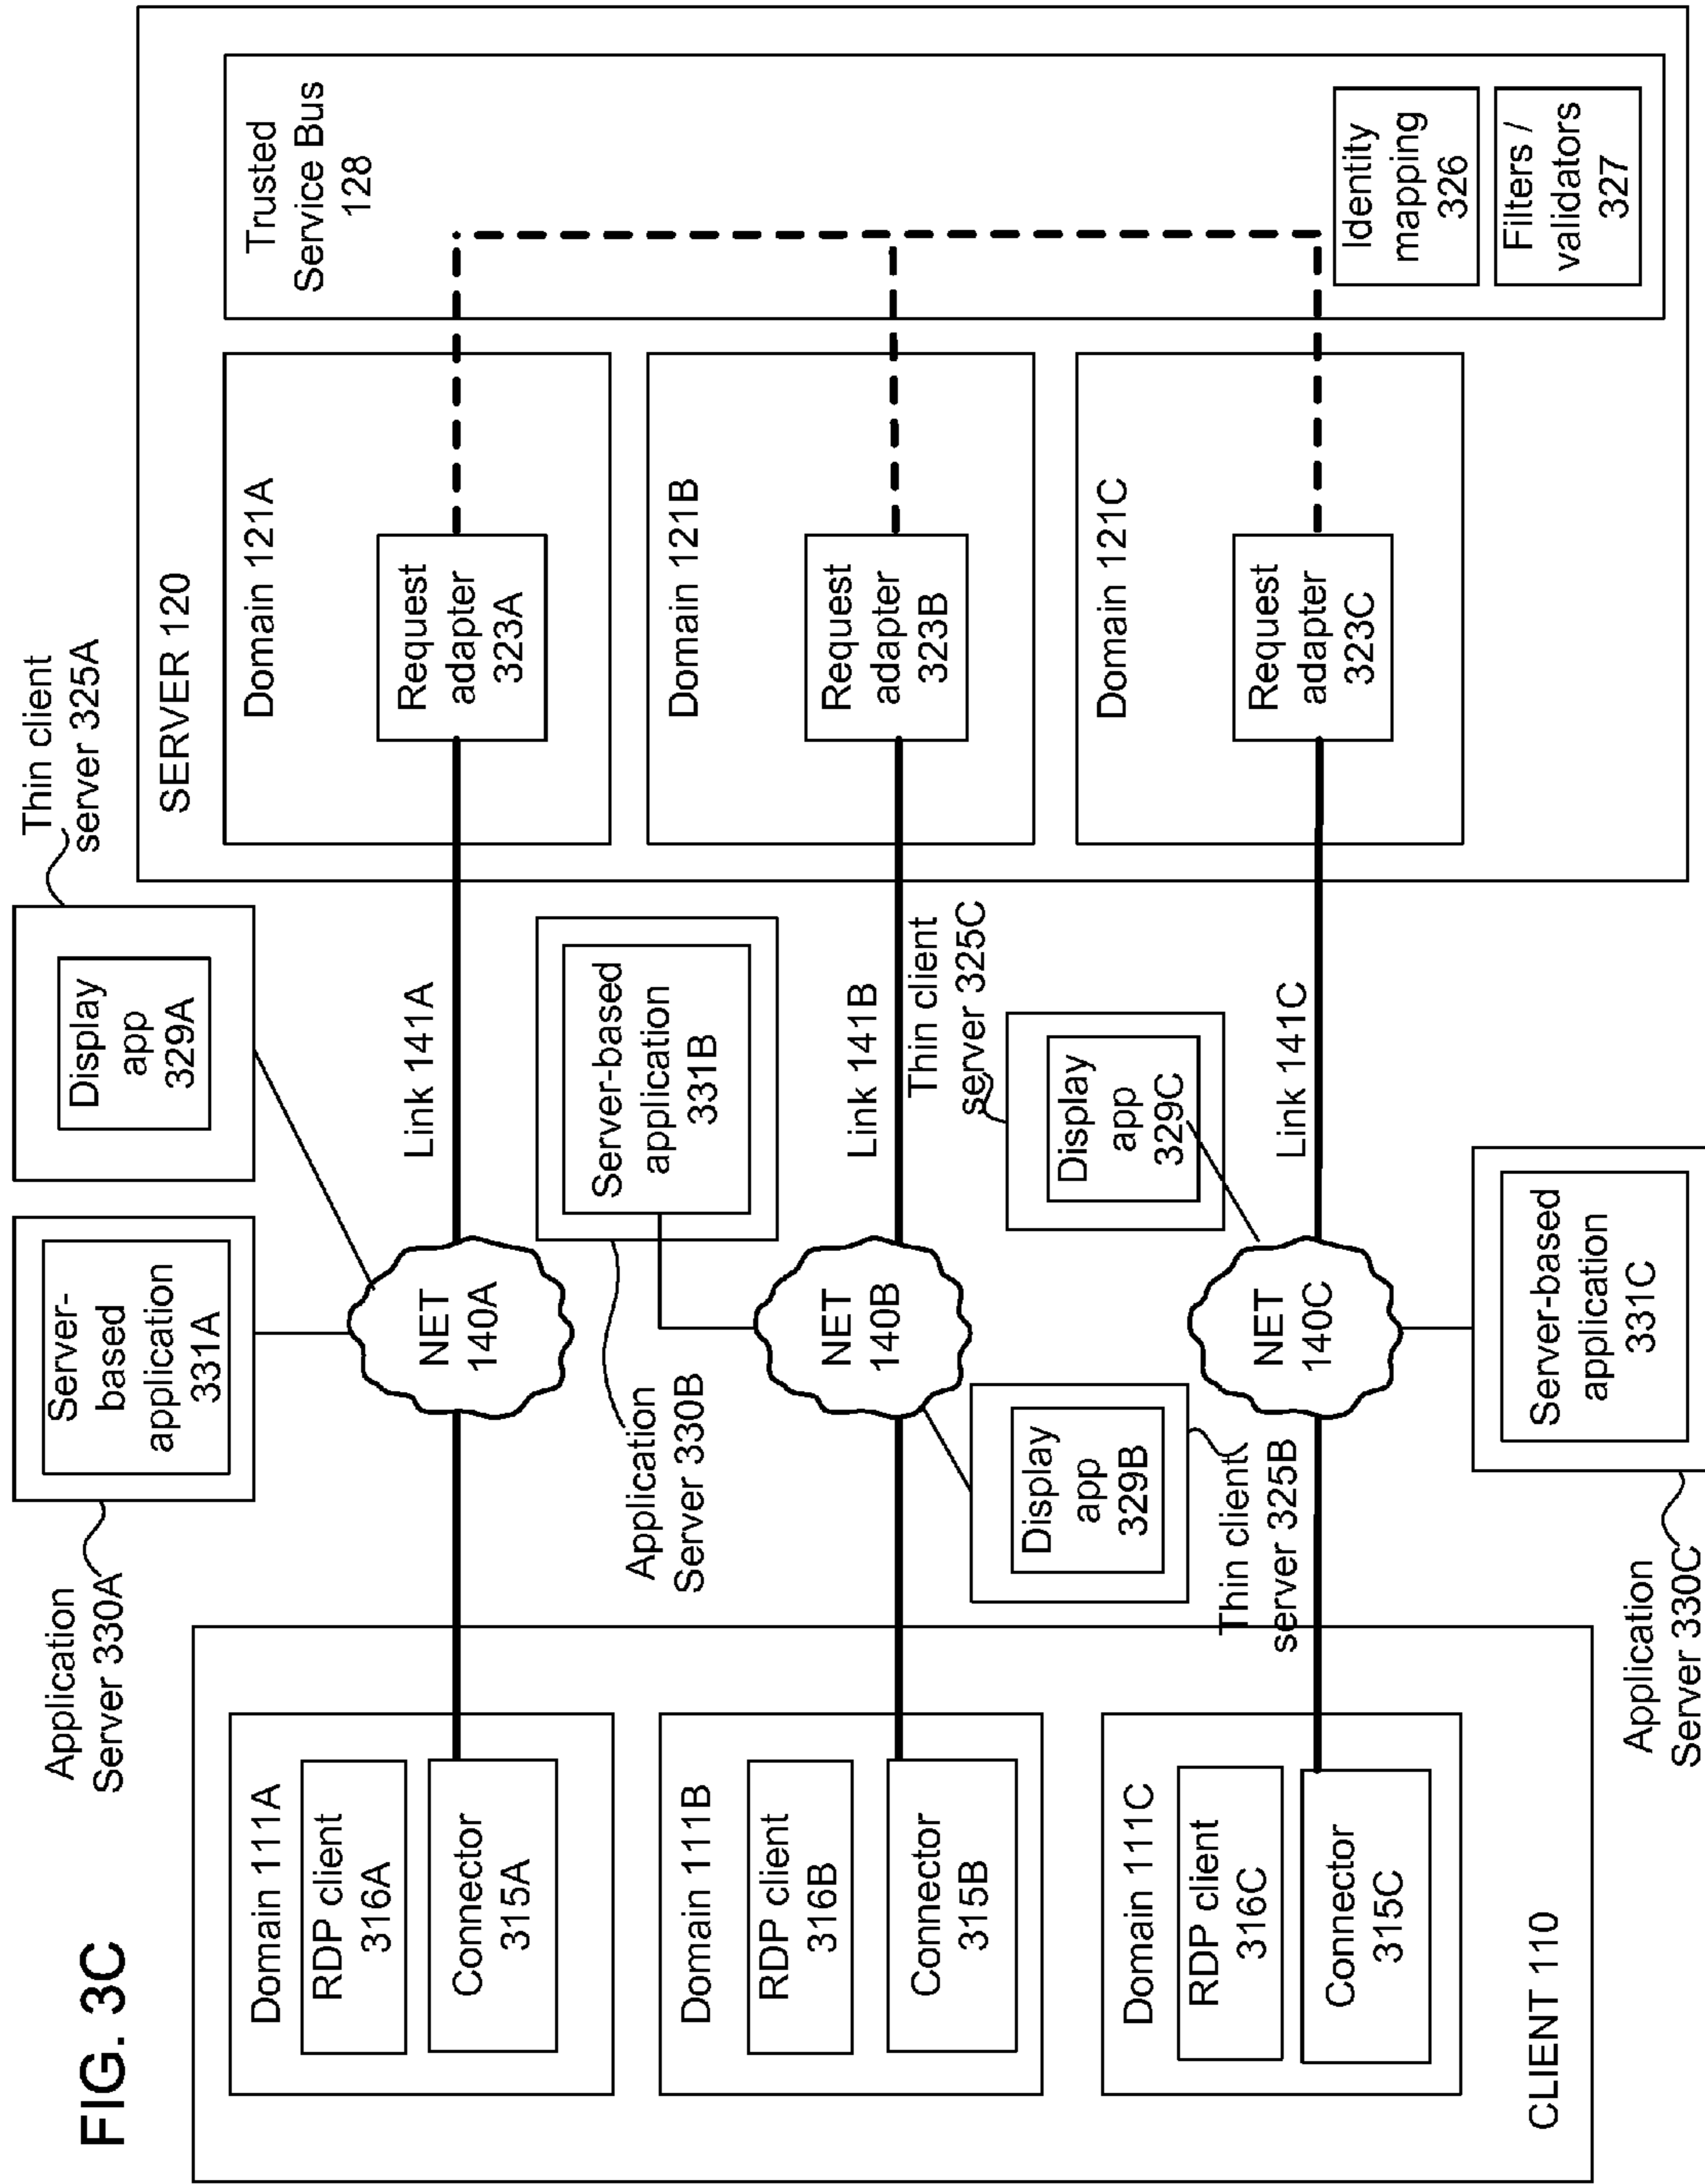 FIG. 3C
Application
Server 330A
Server-
based
application
331A
Display
app
329A
Thin client
server 325A
CLIENT 110
Domain 111A
RDP client
316A
Connector
315A
Domain 111B
RDP client
316B
Connector
315B
Domain 111C
RDP client
316C
Connector
315C
NET
140A
Link 141A
Application
Server 330B
Server-based
application
331B
NET
140B
Link 141B
Display
app
329B
Thin client
server 325B
Thin client
server 325C
Display
app
329C
NET
140C
Link 141C
Application
Server 330C
Server-based
application
331C
SERVER 120
Domain 121A
Request
adapter
323A
Domain 121B
Request
adapter
323B
Domain 121C
Request
adapter
323C
Trusted
Service Bus
128
Identity
mapping
326
Filters /
validators
327